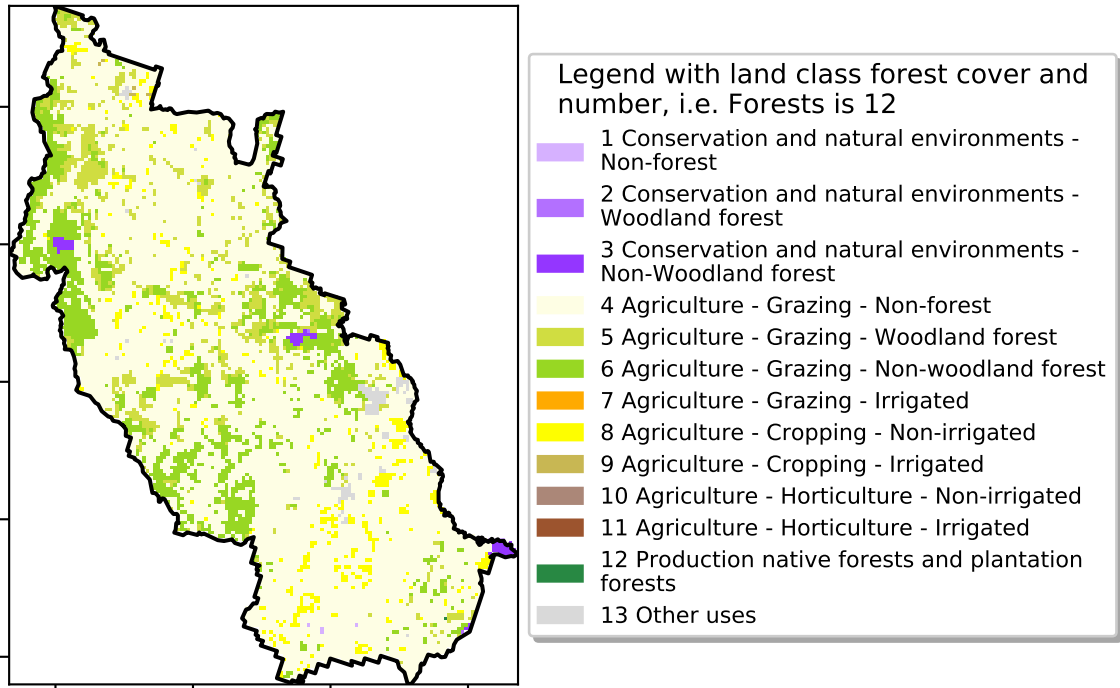 Legend with land class forest cover and
number, i.e. Forests is 12
1 Conservation and natural environments -
Non-forest
2 Conservation and natural environments -
Woodland forest
3 Conservation and natural environments -
Non-Woodland forest
4 Agriculture - Grazing - Non-forest
5 Agriculture - Grazing - Woodland forest
6 Agriculture - Grazing - Non-woodland forest
7 Agriculture - Grazing - Irrigated
8 Agriculture - Cropping - Non-irrigated
9 Agriculture - Cropping - Irrigated
10 Agriculture - Horticulture - Non-irrigated
11 Agriculture - Horticulture - Irrigated
12 Production native forests and plantation
forests
13 Other uses